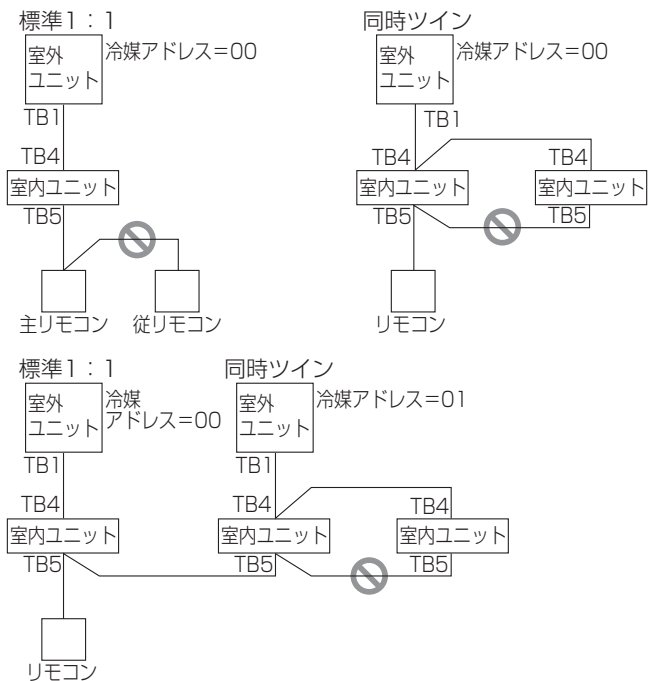 標準1：1
室外
ユニット
冷媒アドレス=00
TB1
TB4
室内ユニット
TB5
主リモコン
従リモコン
同時ツイン
室外
ユニット
冷媒アドレス=00
TB1
TB4
TB4
室内ユニット
室内ユニット
TB5
TB5
リモコン
標準1：1
室外
ユニット
冷媒
アドレス=00
TB1
TB4
室内ユニット
TB5
リモコン
同時ツイン
室外
ユニット
冷媒アドレス=01
TB1
TB4
TB4
室内ユニット
室内ユニット
TB5
TB5